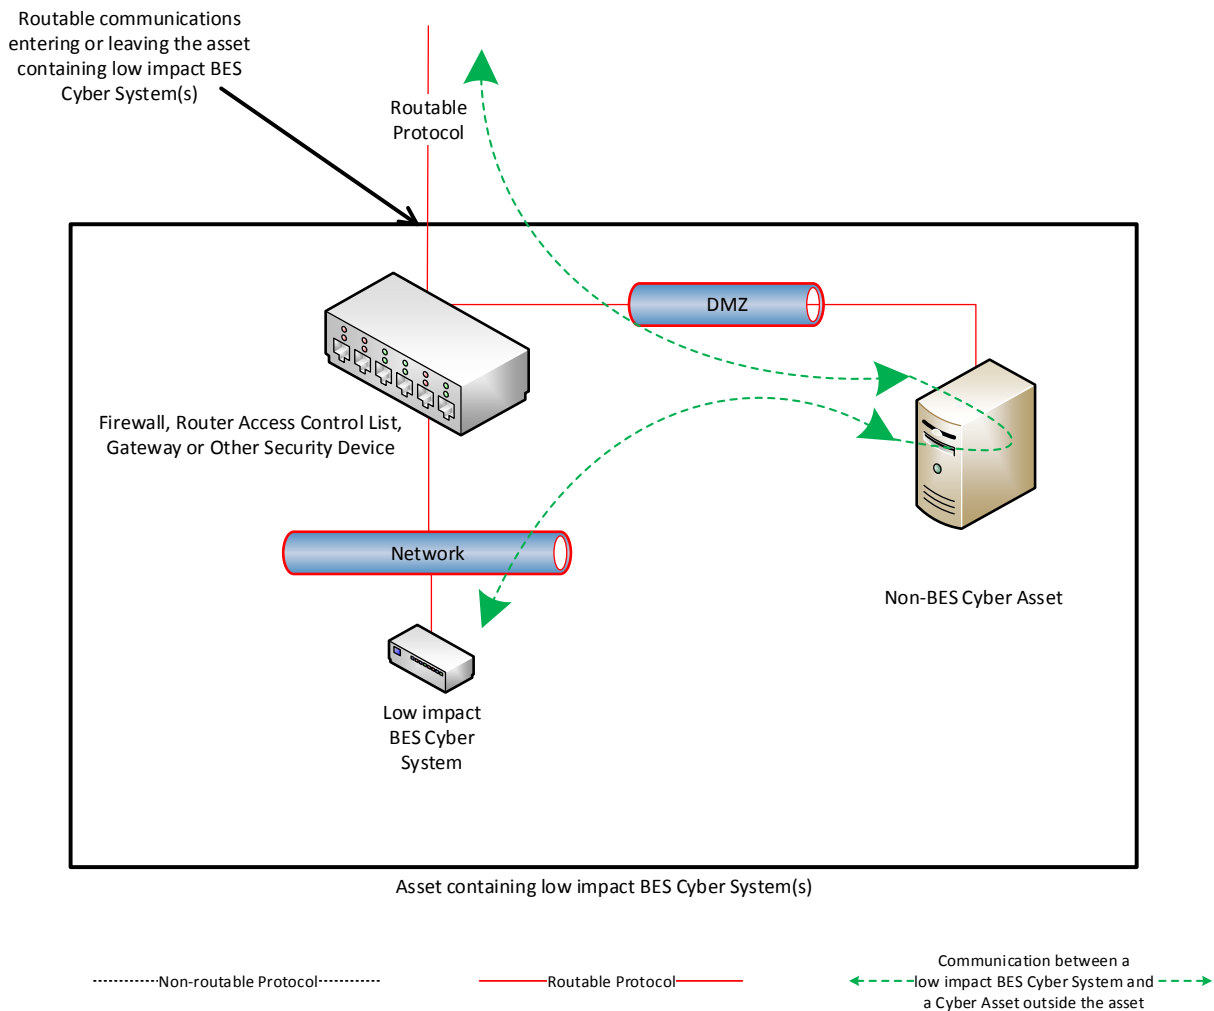 Routable communications
entering or leaving the asset
containing low impact BES
Cyber System(s)
Routable
Protocol
DMZ
Firewall, Router Access Control List,
Gateway or Other Security Device
Network
Non-BES Cyber Asset
Low impact
BES Cyber
System
Asset containing low impact BES Cyber System(s)
Non-routable Protocol
Routable Protocol
Communication between a
low impact BES Cyber System and
a Cyber Asset outside the asset